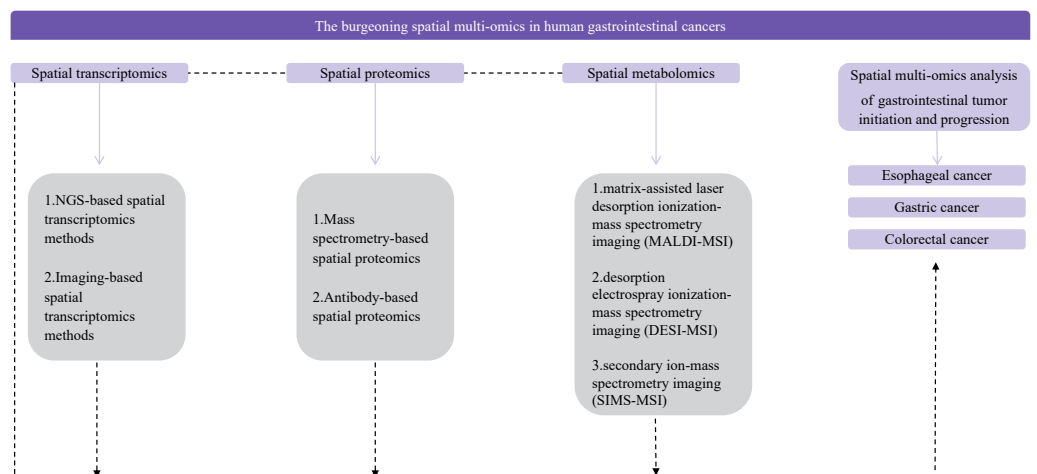 The burgeoning spatial multi-omics in human gastrointestinal cancers
Spatial transcriptomics
Spatial proteomics
Spatial metabolomics
Spatial multi-omics analysis
of gastrointestinal tumor
initiation and progression
1.NGS-based spatial
transcriptomics
methods
2.Imaging-based
spatial
transcriptomics
methods
1.Mass
spectrometry-based
spatial proteomics
2.Antibody-based
spatial proteomics
1.matrix-assisted laser
desorption ionization-
mass spectrometry
imaging (MALDI-MSI)
2.desorption
electrospray ionization-
mass spectrometry
imaging (DESI-MSI)
3.secondary ion-mass
spectrometry imaging
(SIMS-MSI)
Esophageal cancer
Gastric cancer
Colorectal cancer